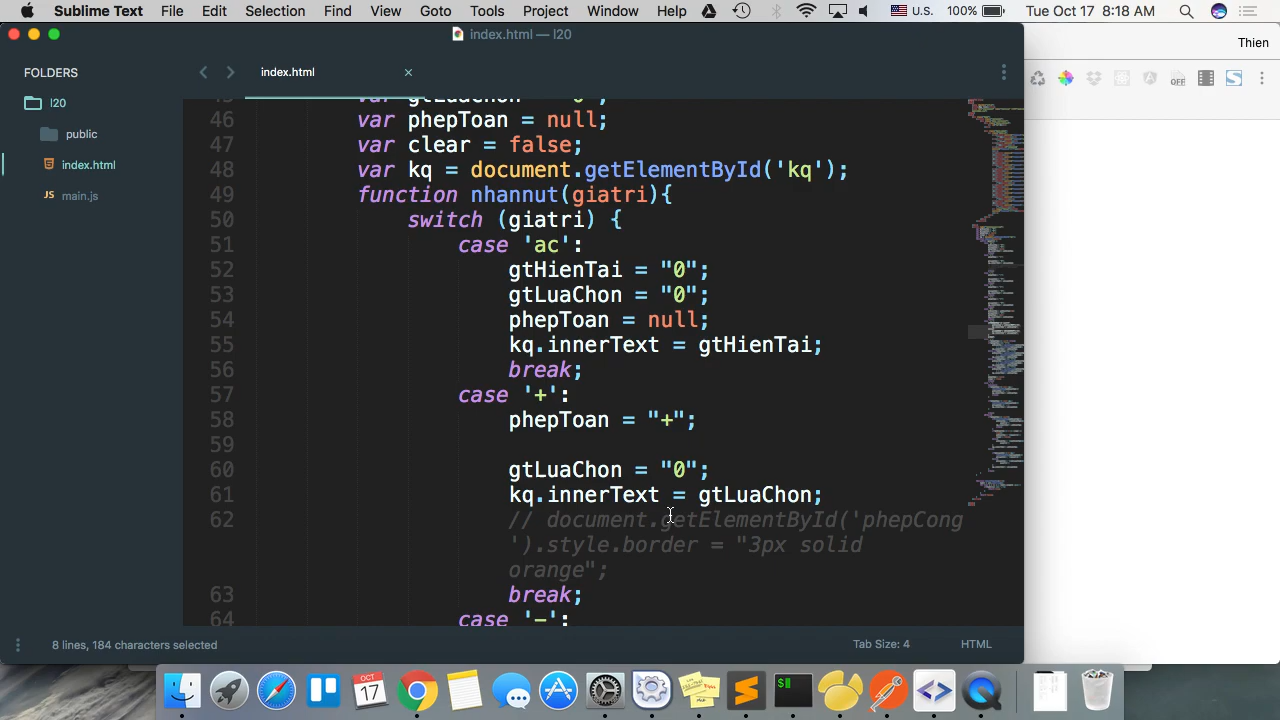 Sublime Text File Edit Selection Find View Goto Tools Project Window Help U.S. 100% Tue Oct 17 8:18 AM
index.html — l20
Thien
FOLDERS
index.html
l20
public
index.html
JS main.js
OFF
46 var phepToan = null;
47 var clear = false;
48 var kq = document.getElementById('kq');
49 function nhannut(giatri){
50 switch (giatri) {
51 case 'ac':
52 gtHienTai = "0";
53 gtLuaChon = "0";
54 phepToan = null;
55 kq.innerText = gtHienTai;
56 break;
57 case '+':
58 phepToan = "+";
59
60 gtLuaChon = "0";
61 kq.innerText = gtLuaChon;
62 // document.getElementById('phepCong
').style.border = "3px solid
orange";
63 break;
64 case '-':
8 lines, 184 characters selected
Tab Size: 4
HTML
OCT
17